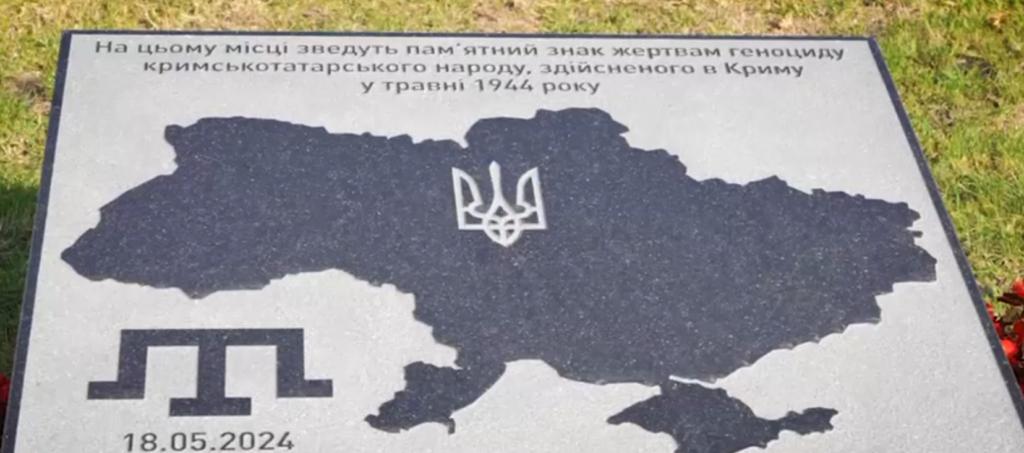 На цьому місці зведуть пам'ятний знак жертвам геноциду
кримськотатарського народу, здійсненого в Криму
у травні 1944 року
18.05.2024